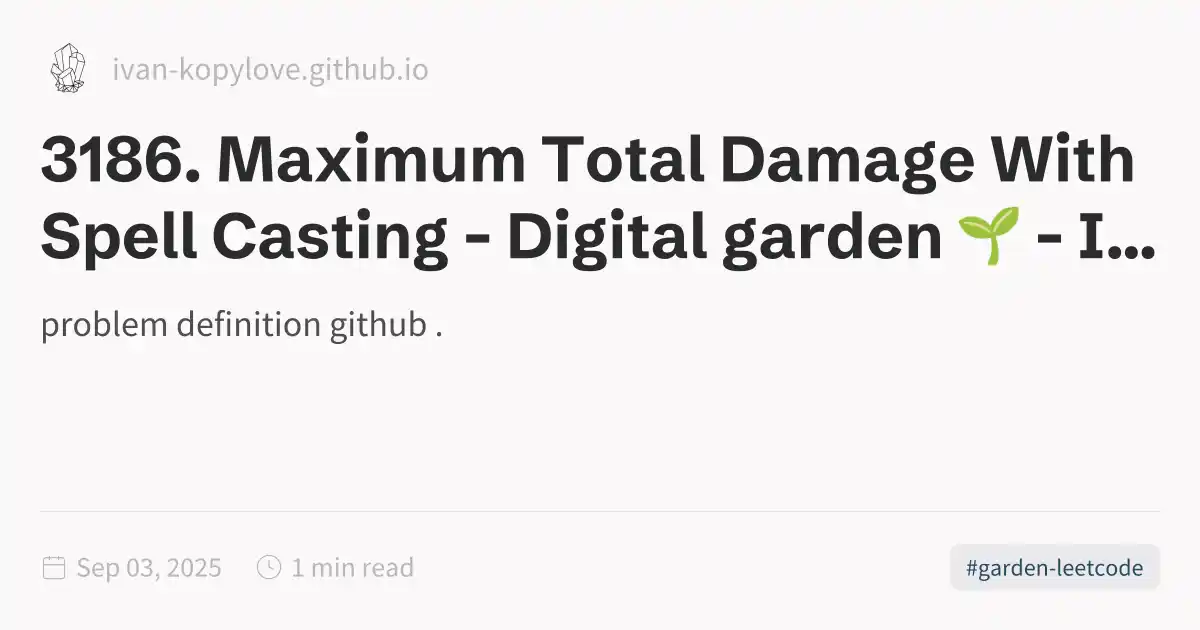 ivan-kopylove.github.io
3186. Maximum Total Damage With
Spell Casting - Digital garden 🌱 - I...
problem definition github .
Sep 03, 2025 1 min read #garden-leetcode